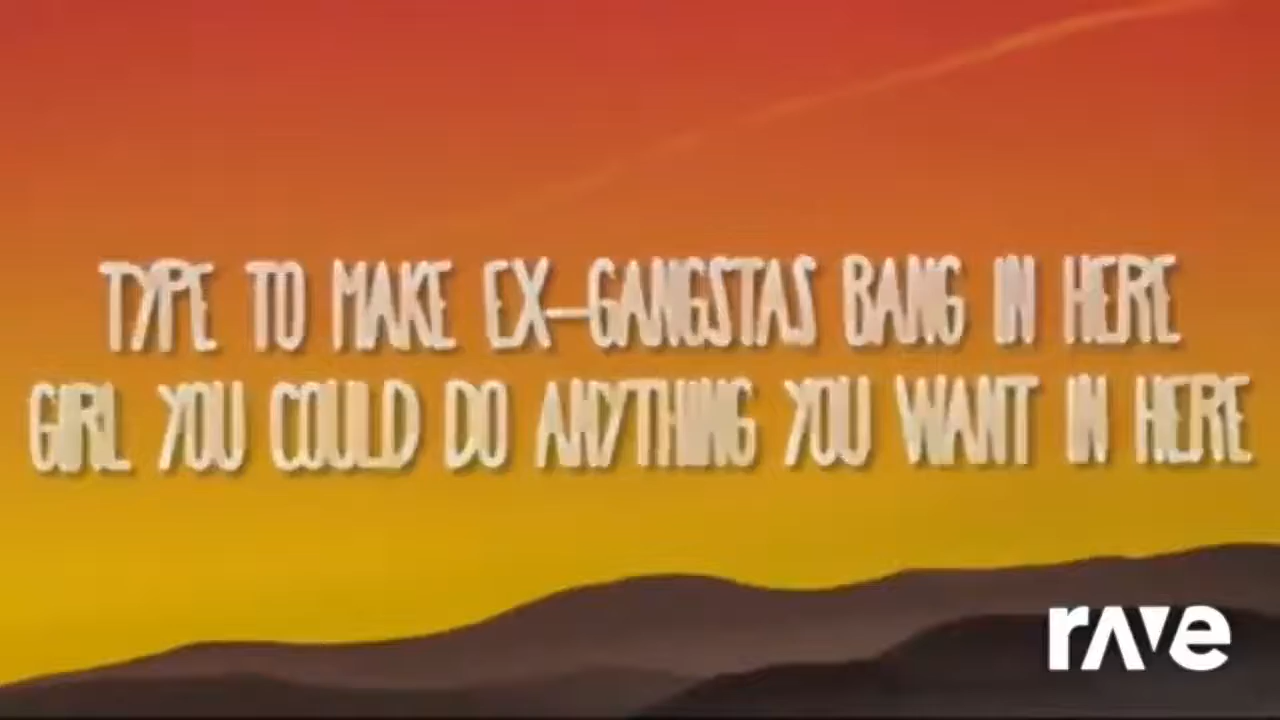 TYPE TO MAKE EX-GANGSTAS BANG IN HERE
GIRL YOU COULD DO ANYTHING YOU WANT IN HERE
rave